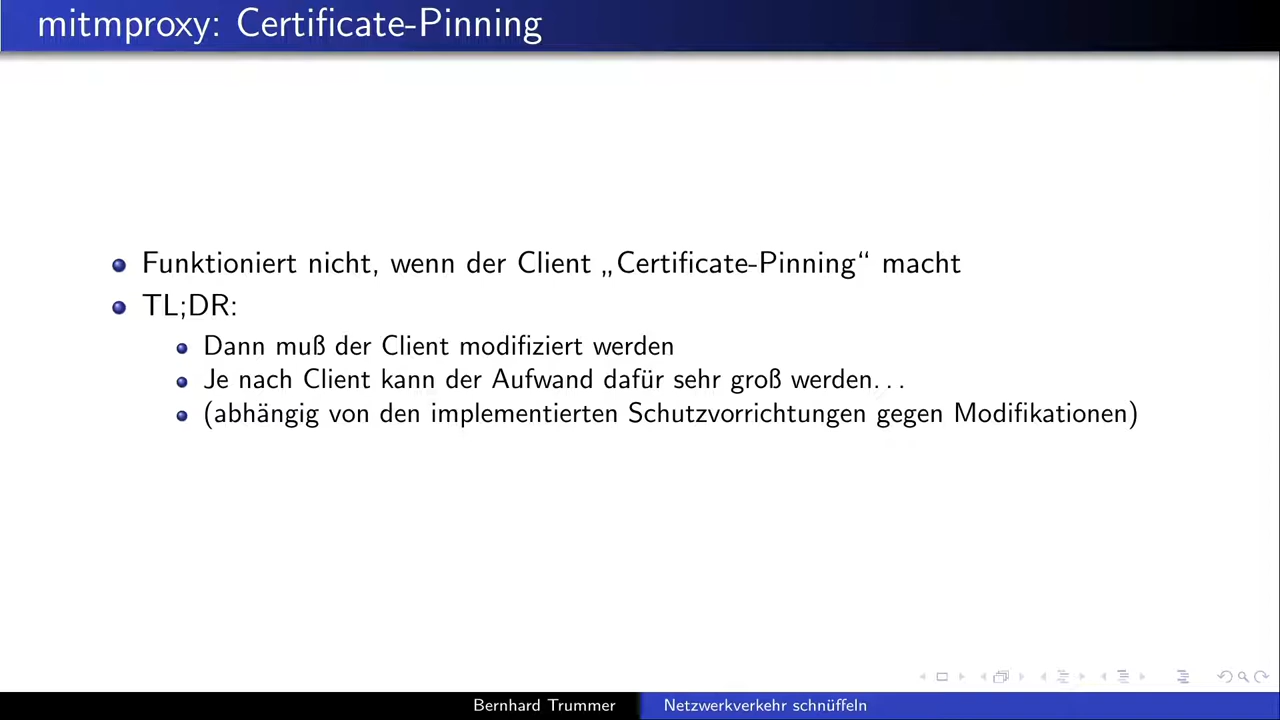 mitmproxy: Certificate-Pinning
Funktioniert nicht, wenn der Client „Certificate-Pinning“ macht
TL;DR:
Dann muß der Client modifiziert werden
Je nach Client kann der Aufwand dafür sehr groß werden...
(abhängig von den implementierten Schutzvorrichtungen gegen Modifikationen)
Bernhard Trummer
Netzwerkverkehr schnüffeln